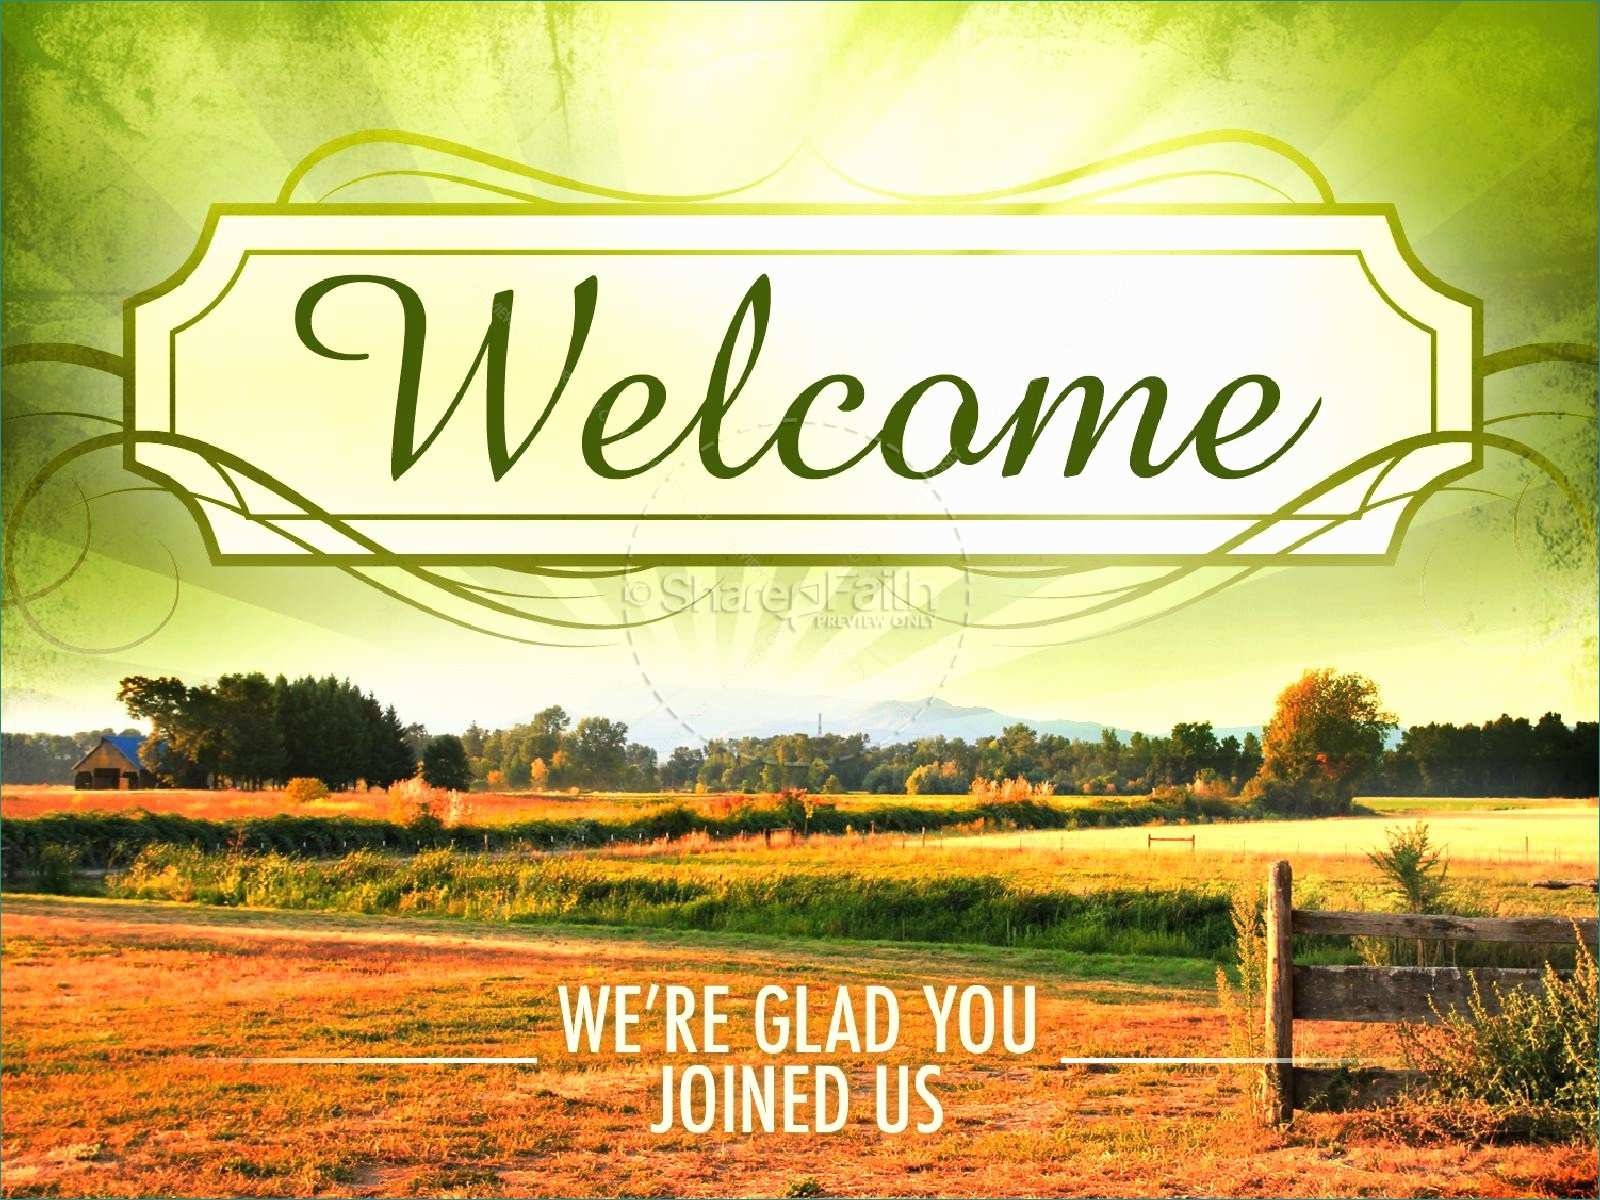 Welcome
© ShareFaith
PREVIEW ONLY
WE'RE GLAD YOU
JOINED US